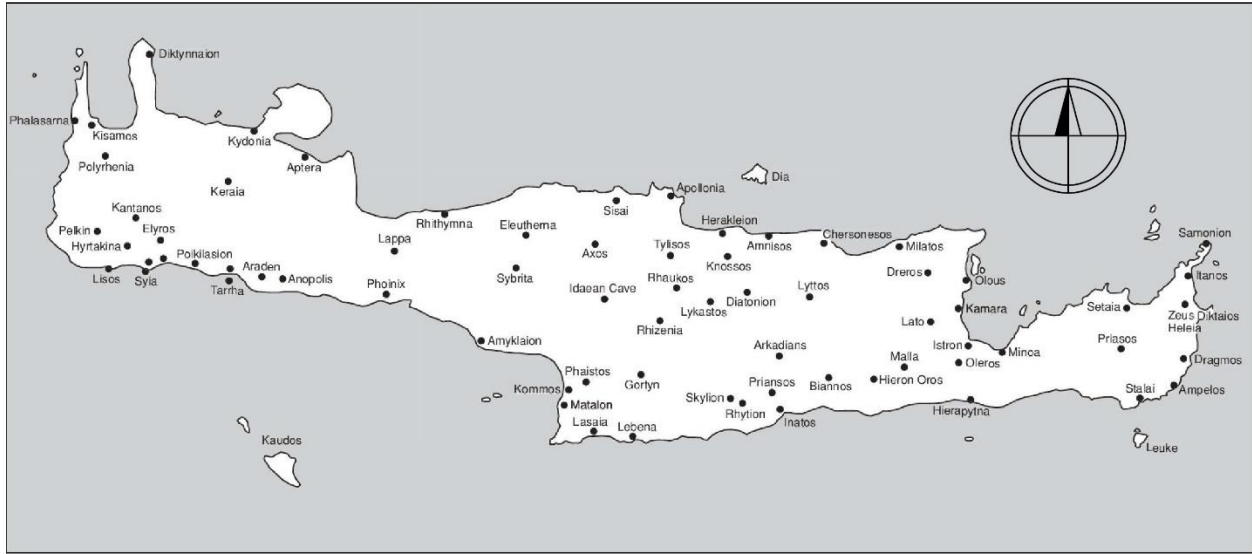 Diktynnaion
Phalasarna
Kisamos
Kydonia
Polyrhenia
Aptera
Keraia
Dia
Apollonia
Sisai
Kantanos
Rhithymna
Herakleion
Samonion
Pelkin
Elyros
Eleutherna
Chersonesos
Hyrtakina
Lappa
Axos
Tylisos
Amnisos
Milatos
Poikilasion
Knossos
Dreros
Itanos
Lisos
Syia
Araden
Anopolis
Sybrita
Rhaukos
Olous
Tarrha
Phoinix
Idaean Cave
Lykastos
Diatonion
Lyttos
Kamara
Setaia
Zeus Diktaios
Heleia
Rhizenia
Lato
Amyklaion
Arkadians
Istron
Minoa
Priasos
Malla
Oleros
Dragmos
Phaistos
Gortyn
Priansos
Biannos
Hieron Oros
Kommos
Stalai
Ampelos
Matalon
Skylion
Rhytion
Hierapytna
Lasaia
Lebena
Inatos
Kaudos
Leuke